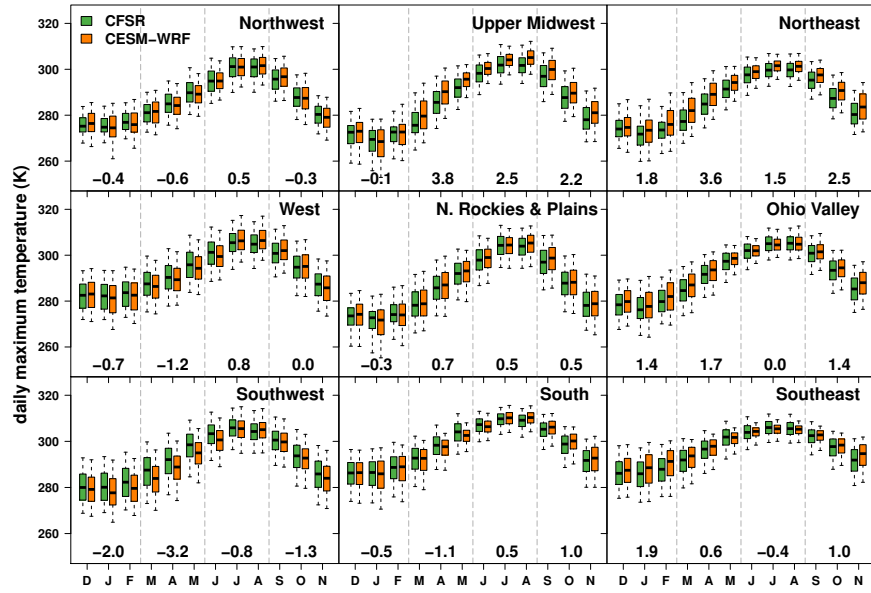 CFSR
CESM−WRF
Northwest
Upper Midwest
Northeast
320
300
280
260
−0.4 −0.6 0.5 −0.3
−0.1 3.8 2.5 2.2
1.8 3.6 1.5 2.5
daily maximum temperature (K)
West
N. Rockies & Plains
Ohio Valley
320
300
280
260
−0.7 −1.2 0.8 0.0
−0.3 0.7 0.5 0.5
1.4 1.7 0.0 1.4
Southwest
South
Southeast
320
300
280
260
−2.0 −3.2 −0.8 −1.3
−0.5 −1.1 0.5 1.0
1.9 0.6 −0.4 1.0
D J F M A M J J A S O N
D J F M A M J J A S O N
D J F M A M J J A S O N